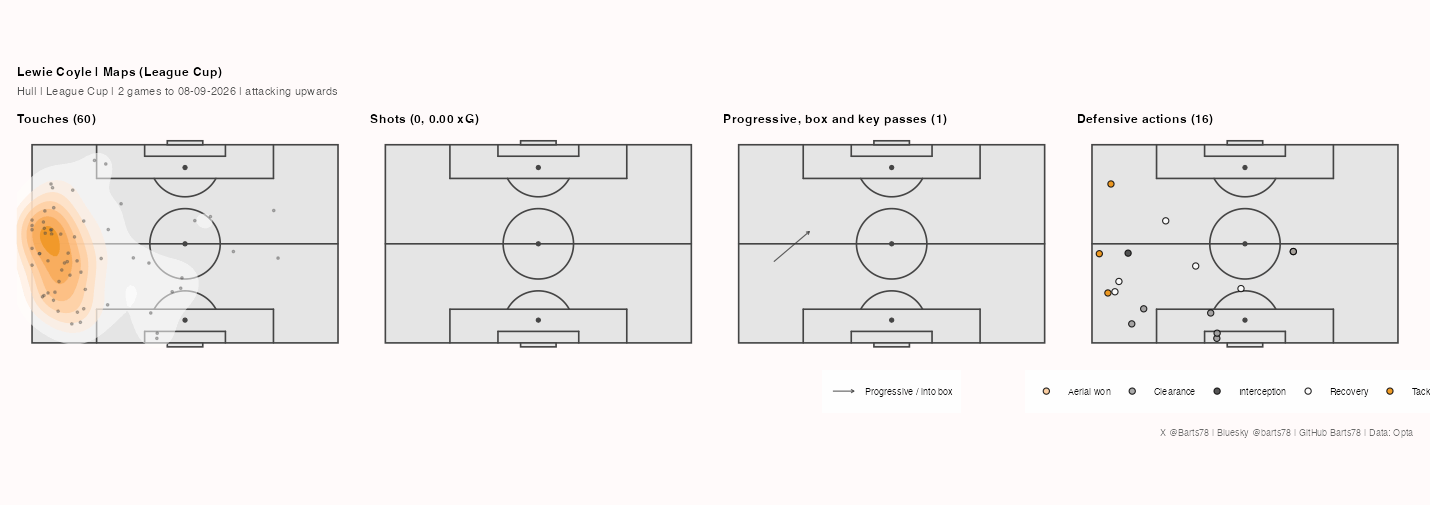 Lewie Coyle | Maps (League Cup)
Hull | League Cup | 2 games to 08-09-2026 | attacking upwards
Touches (60)
Shots (0, 0.00 xG)
Progressive, box and key passes (1)
Defensive actions (16)
Progressive / into box
Aerial won
Clearance
Interception
Recovery
Tack
X @Barts78 | Bluesky @barts78 | GitHub Barts78 | Data: Opta